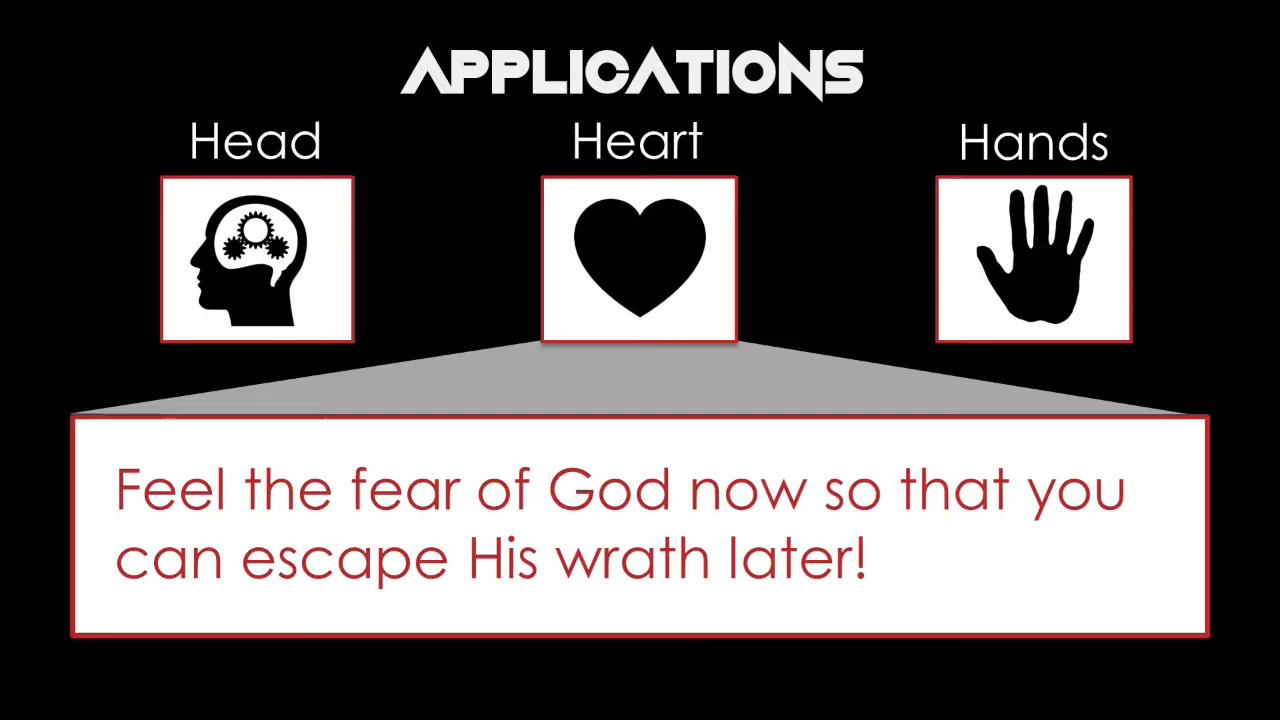 APPLICATIONS
Head
Heart
Hands
Feel the fear of God now so that you
can escape His wrath later!